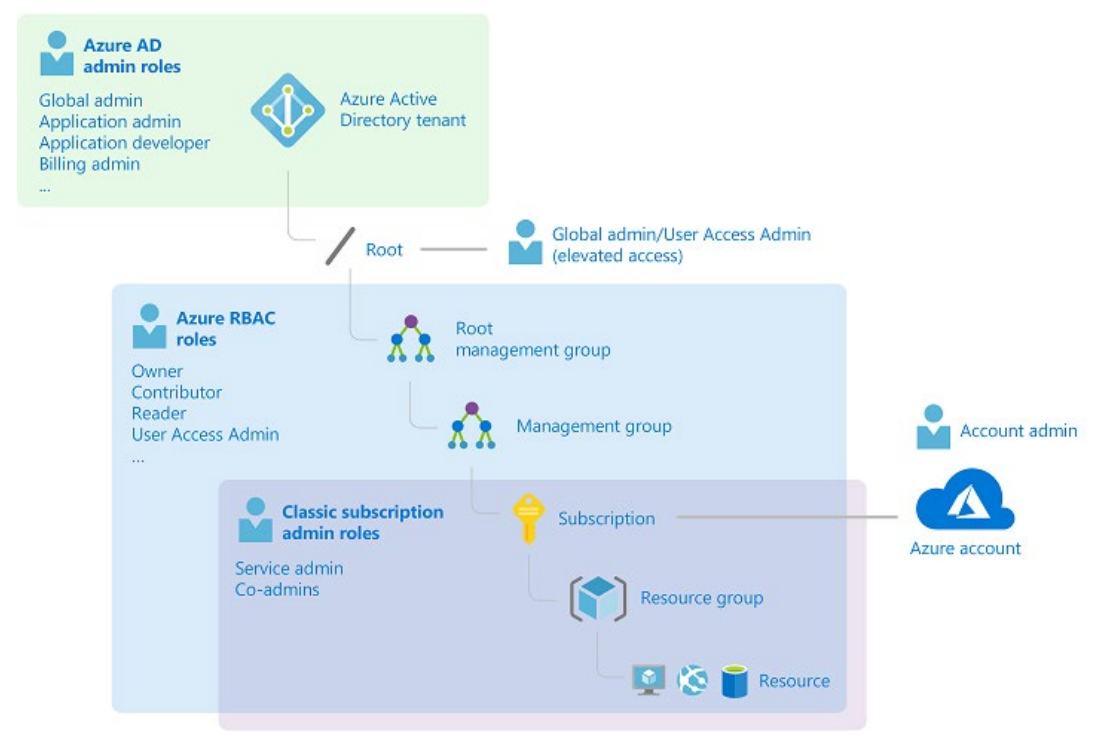 Azure AD
admin roles
Global admin
Application admin
Application developer
Billing admin
...
Azure Active
Directory tenant
Root
Global admin/User Access Admin
(elevated access)
Azure RBAC
roles
Owner
Contributor
Reader
User Access Admin
...
Root
management group
Management group
Account admin
Azure account
Classic subscription
admin roles
Service admin
Co-admins
Subscription
Resource group
Resource